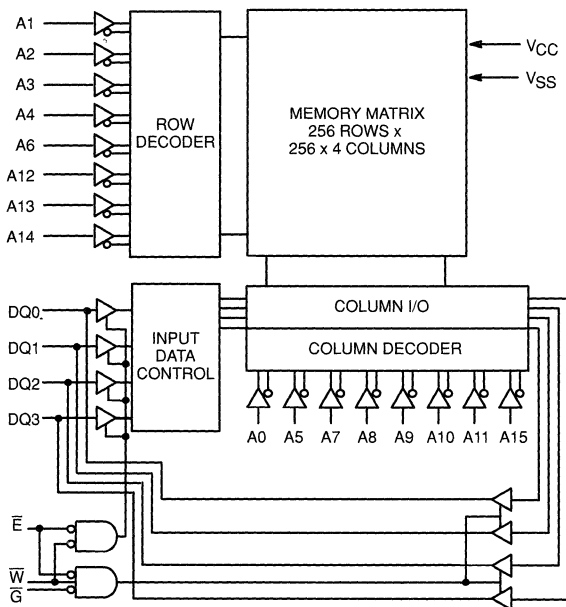 A1
A2
A3
A4
A6
A12
A13
A14
ROW
DECODER
MEMORY MATRIX
256 ROWS x
256 x 4 COLUMNS
VCC
VSS
DQ0
DQ1
DQ2
DQ3
INPUT
DATA
CONTROL
COLUMN I/O
COLUMN DECODER
A0 A5 A7 A8 A9 A10 A11 A15
E̅
W̅
G̅